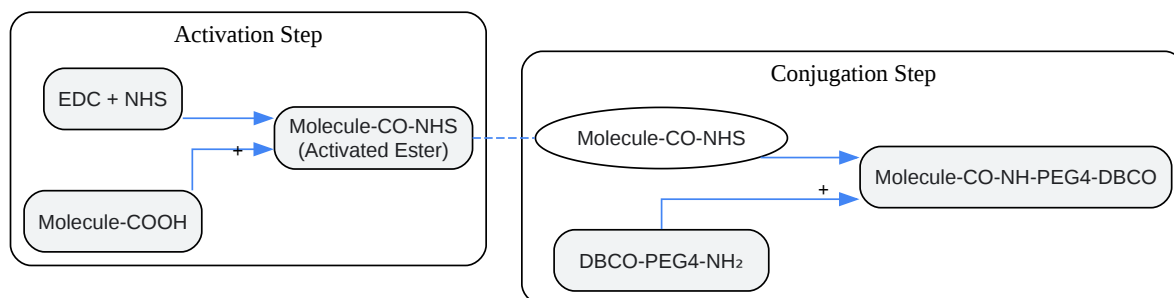 Activation Step
EDC + NHS
Molecule-CO-NHS
(Activated Ester)
+
Molecule-COOH
Conjugation Step
Molecule-CO-NHS
Molecule-CO-NH-PEG4-DBCO
+
DBCO-PEG4-NH₂